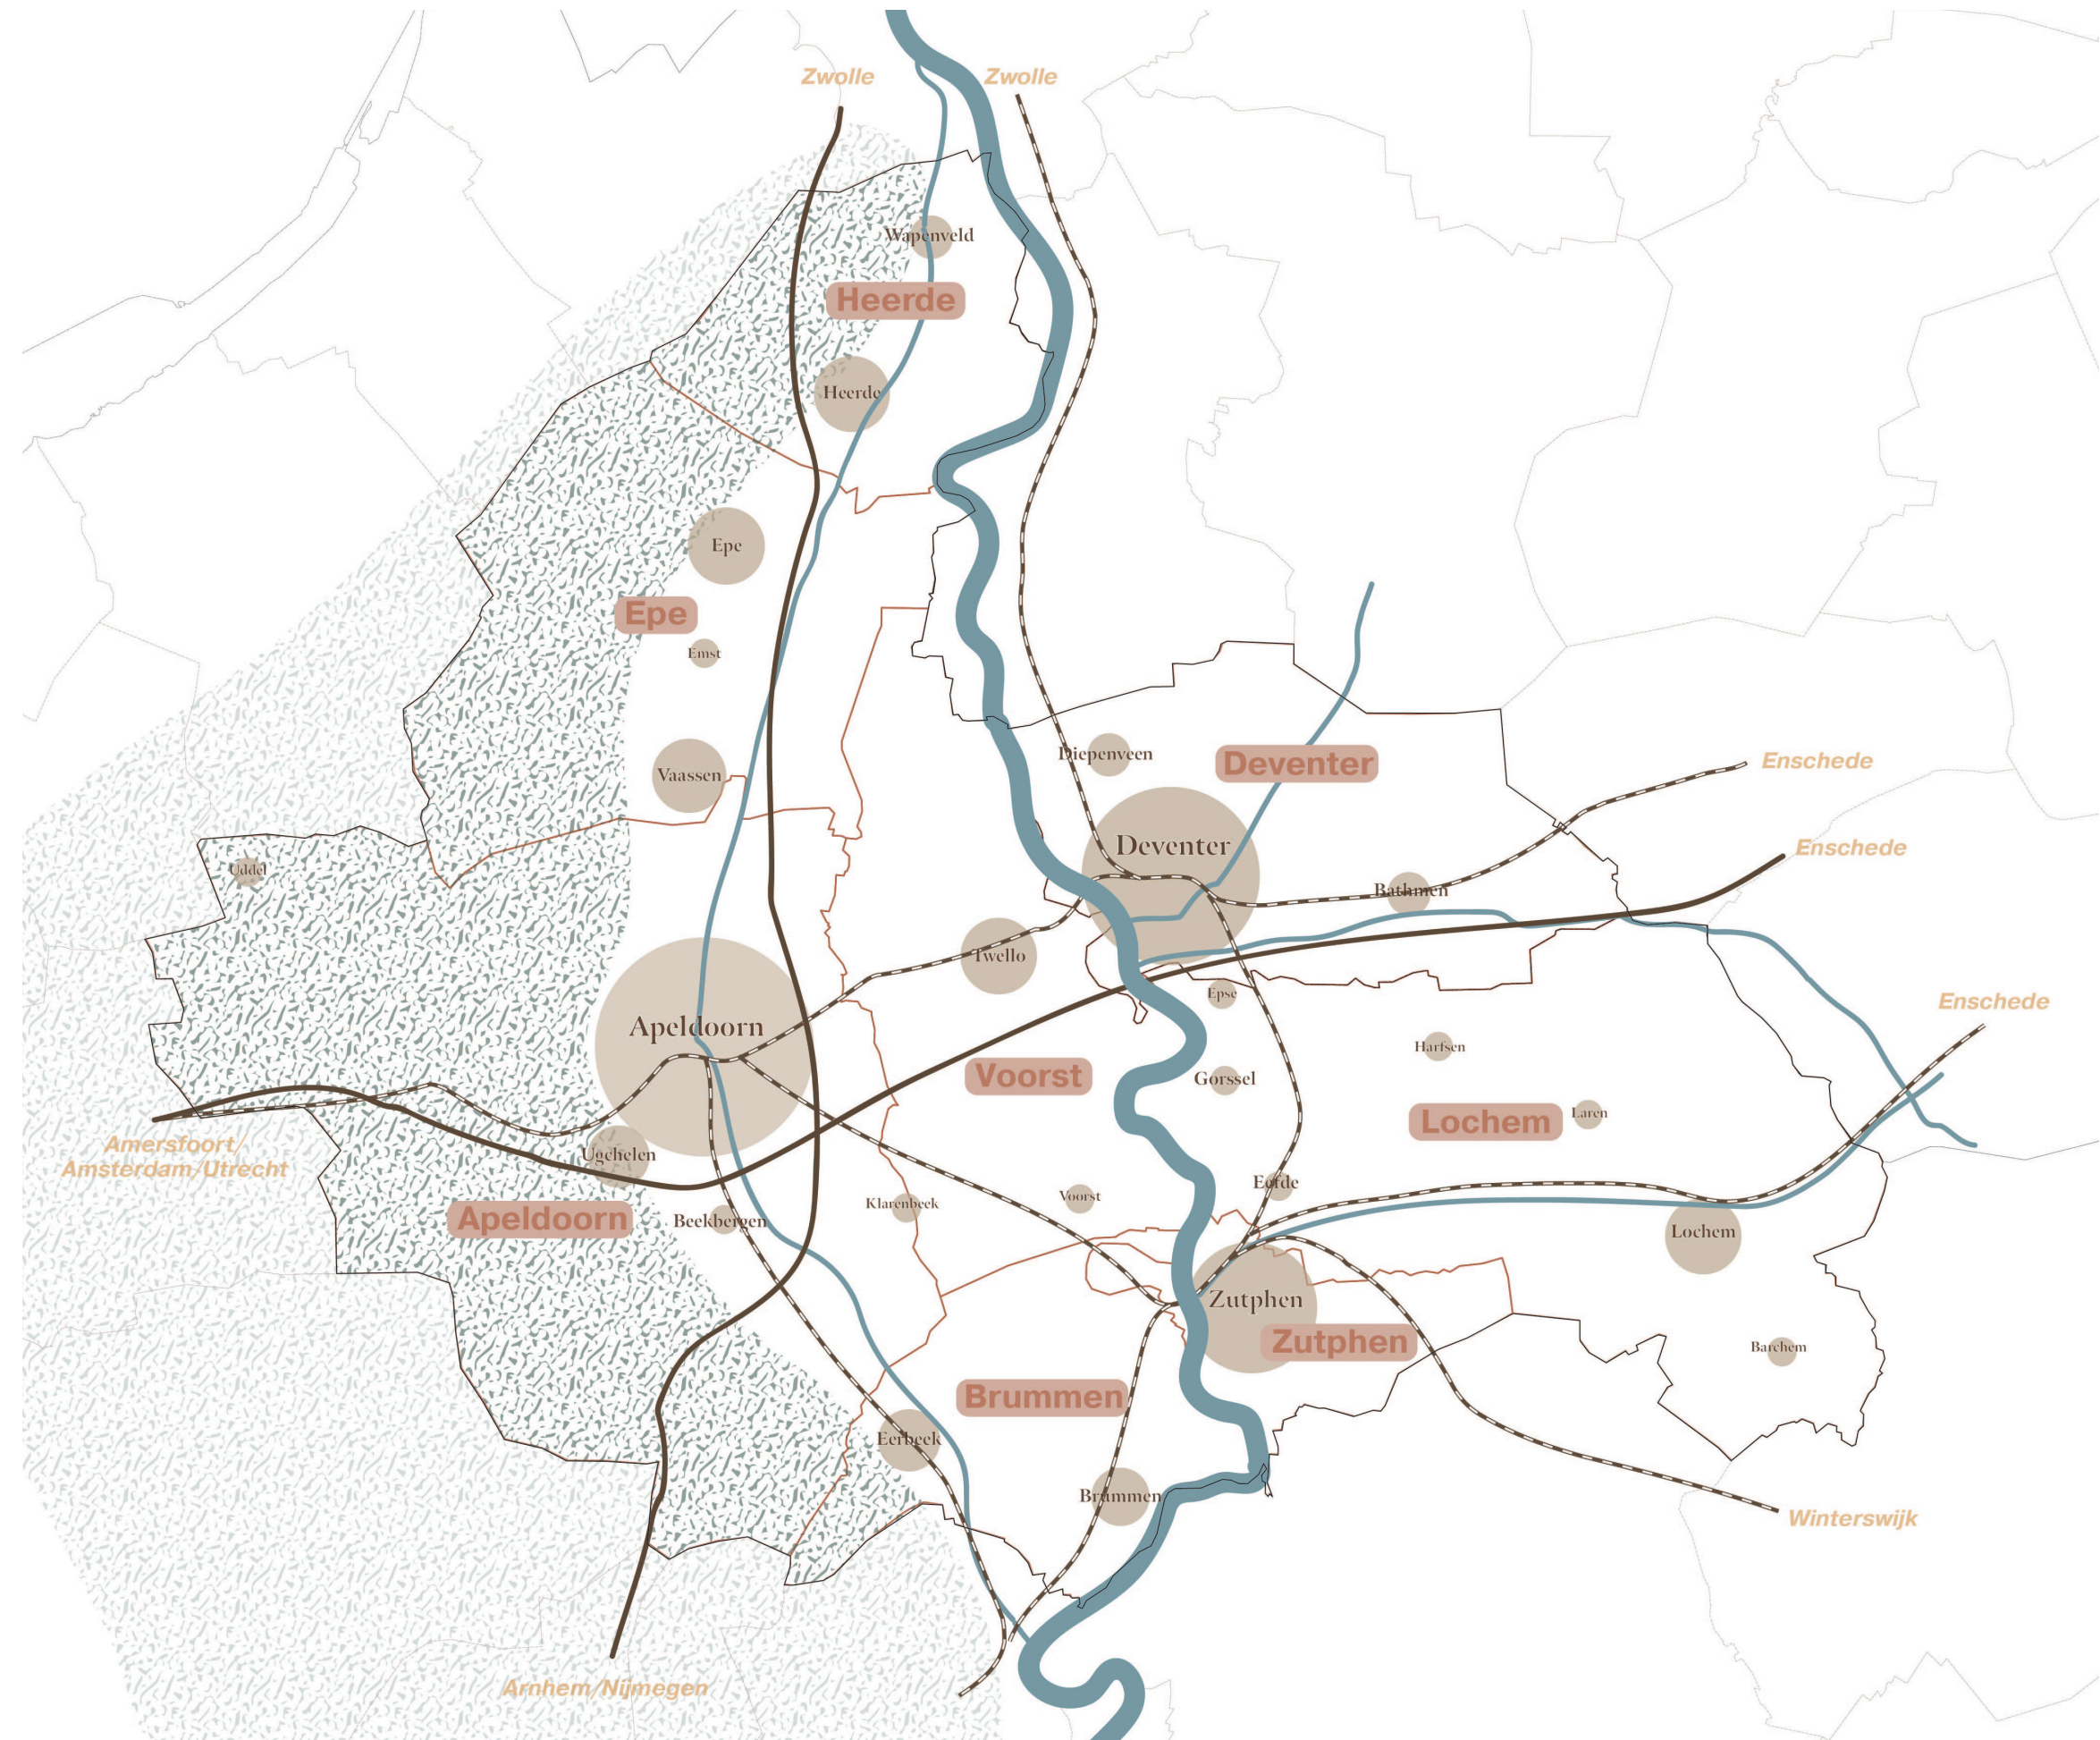 Zwolle
Zwolle
Wapenveld
Heerde
Heerde
Epe
Epe
Emst
Diepenveen
Deventer
Enschede
Vaassen
Deventer
Enschede
Uddel
Bathmen
Twello
Epse
Enschede
Apeldoorn
Harfsen
Voorst
Gorssel
Laren
Lochem
Amersfoort/
Amsterdam/Utrecht
Ugchelen
Eefde
Voorst
Klarenbeek
Apeldoorn
Beekbergen
Lochem
Zutphen
Zutphen
Barchem
Brummen
Eerbeek
Brummen
Winterswijk
Arnhem/Nijmegen